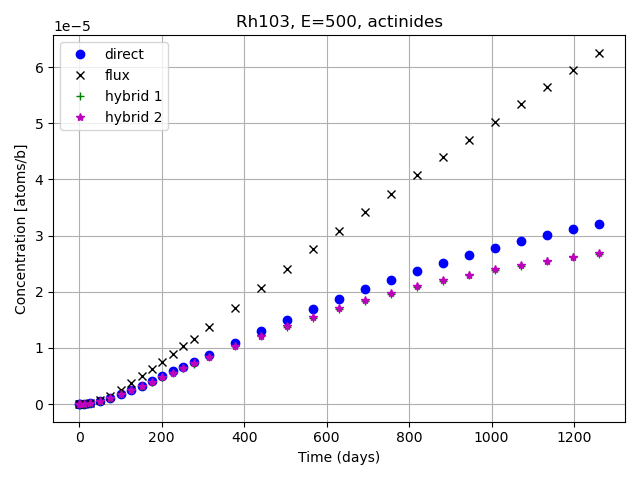 Rh103, E=500, actinides
1e−5
direct
flux
hybrid 1
hybrid 2
6
5
4
3
2
1
0
Concentration [atoms/b]
0 200 400 600 800 1000 1200
Time (days)